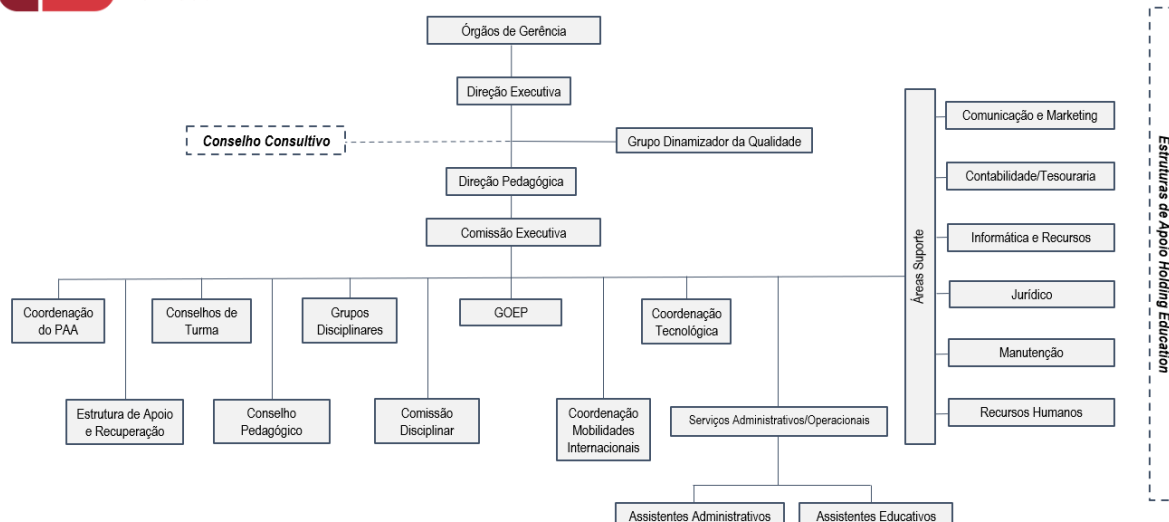 Órgãos de Gerência
Direção Executiva
Conselho Consultivo
Grupo Dinamizador da Qualidade
Direção Pedagógica
Comissão Executiva
Coordenação
do PAA
Conselhos de
Turma
Grupos
Disciplinares
GOEP
Coordenação
Tecnológica
Estrutura de Apoio
e Recuperação
Conselho
Pedagógico
Comissão
Disciplinar
Coordenação
Mobilidades
Internacionais
Serviços Administrativos/Operacionais
Assistentes Administrativos
Assistentes Educativos
Áreas Suporte
Comunicação e Marketing
Contabilidade/Tesouraria
Informática e Recursos
Jurídico
Manutenção
Recursos Humanos
Estruturas de Apoio Holding Education